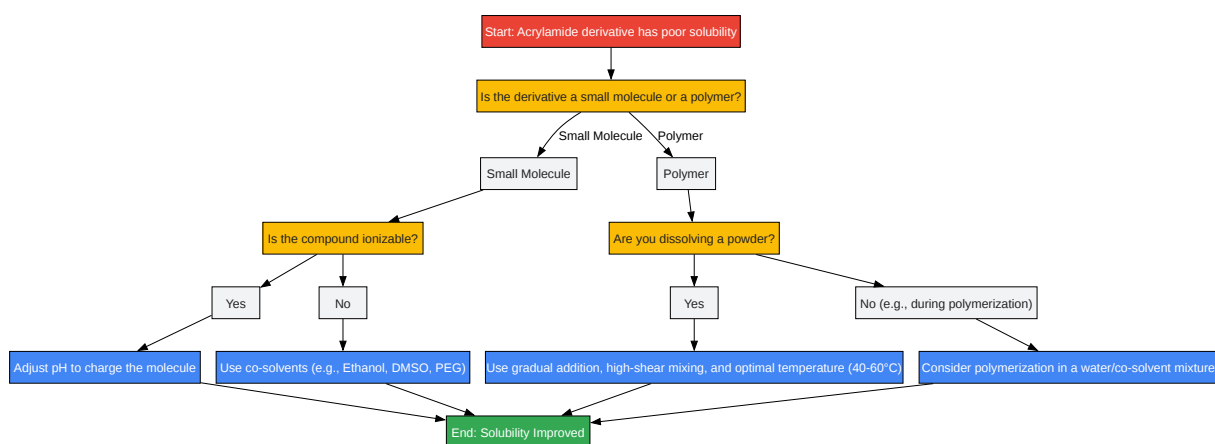 Start: Acrylamide derivative has poor solubility
Is the derivative a small molecule or a polymer?
Small Molecule
Polymer
Small Molecule
Polymer
Is the compound ionizable?
Are you dissolving a powder?
Yes
No
Yes
No (e.g., during polymerization)
Adjust pH to charge the molecule
Use co-solvents (e.g., Ethanol, DMSO, PEG)
Use gradual addition, high-shear mixing, and optimal temperature (40-60°C)
Consider polymerization in a water/co-solvent mixture
End: Solubility Improved